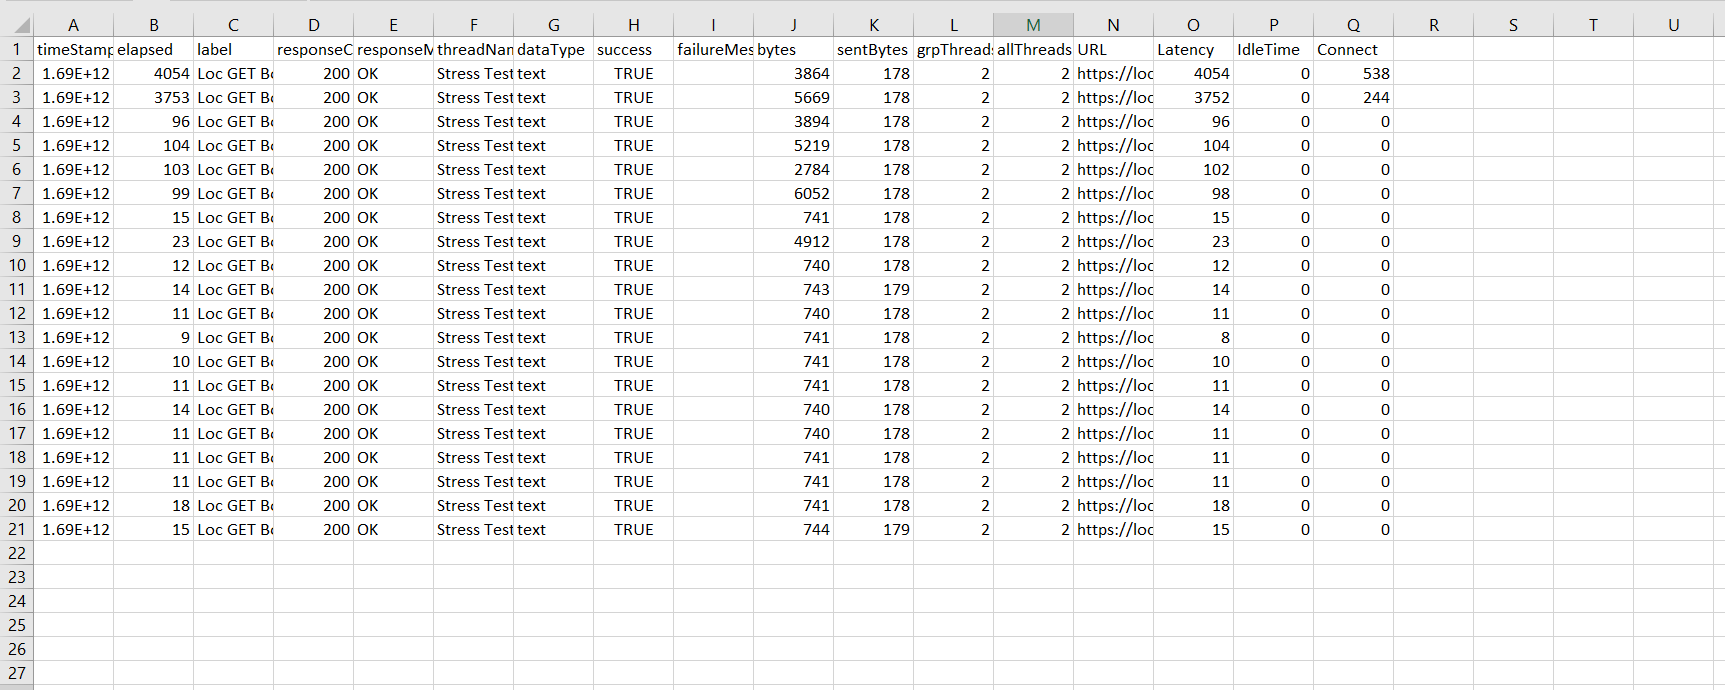 A B C D E F G H I J K L M N O P Q R S T U
1 timeStamp elapsed label responseC responseM threadNan dataType success failureMes bytes sentBytes grpThreads allThreads URL Latency IdleTime Connect
2 1.69E+12 4054 Loc GET Bo 200 OK Stress Test text TRUE 3864 178 2 2 https://loc 4054 0 538
3 1.69E+12 3753 Loc GET Bo 200 OK Stress Test text TRUE 5669 178 2 2 https://loc 3752 0 244
4 1.69E+12 96 Loc GET Bo 200 OK Stress Test text TRUE 3894 178 2 2 https://loc 96 0 0
5 1.69E+12 104 Loc GET Bo 200 OK Stress Test text TRUE 5219 178 2 2 https://loc 104 0 0
6 1.69E+12 103 Loc GET Bo 200 OK Stress Test text TRUE 2784 178 2 2 https://loc 102 0 0
7 1.69E+12 99 Loc GET Bo 200 OK Stress Test text TRUE 6052 178 2 2 https://loc 98 0 0
8 1.69E+12 15 Loc GET Bo 200 OK Stress Test text TRUE 741 178 2 2 https://loc 15 0 0
9 1.69E+12 23 Loc GET Bo 200 OK Stress Test text TRUE 4912 178 2 2 https://loc 23 0 0
10 1.69E+12 12 Loc GET Bo 200 OK Stress Test text TRUE 740 178 2 2 https://loc 12 0 0
11 1.69E+12 14 Loc GET Bo 200 OK Stress Test text TRUE 743 179 2 2 https://loc 14 0 0
12 1.69E+12 11 Loc GET Bo 200 OK Stress Test text TRUE 740 178 2 2 https://loc 11 0 0
13 1.69E+12 9 Loc GET Bo 200 OK Stress Test text TRUE 741 178 2 2 https://loc 8 0 0
14 1.69E+12 10 Loc GET Bo 200 OK Stress Test text TRUE 741 178 2 2 https://loc 10 0 0
15 1.69E+12 11 Loc GET Bo 200 OK Stress Test text TRUE 741 178 2 2 https://loc 11 0 0
16 1.69E+12 14 Loc GET Bo 200 OK Stress Test text TRUE 740 178 2 2 https://loc 14 0 0
17 1.69E+12 11 Loc GET Bo 200 OK Stress Test text TRUE 740 178 2 2 https://loc 11 0 0
18 1.69E+12 11 Loc GET Bo 200 OK Stress Test text TRUE 741 178 2 2 https://loc 11 0 0
19 1.69E+12 11 Loc GET Bo 200 OK Stress Test text TRUE 741 178 2 2 https://loc 11 0 0
20 1.69E+12 18 Loc GET Bo 200 OK Stress Test text TRUE 741 178 2 2 https://loc 18 0 0
21 1.69E+12 15 Loc GET Bo 200 OK Stress Test text TRUE 744 179 2 2 https://loc 15 0 0
22
23
24
25
26
27